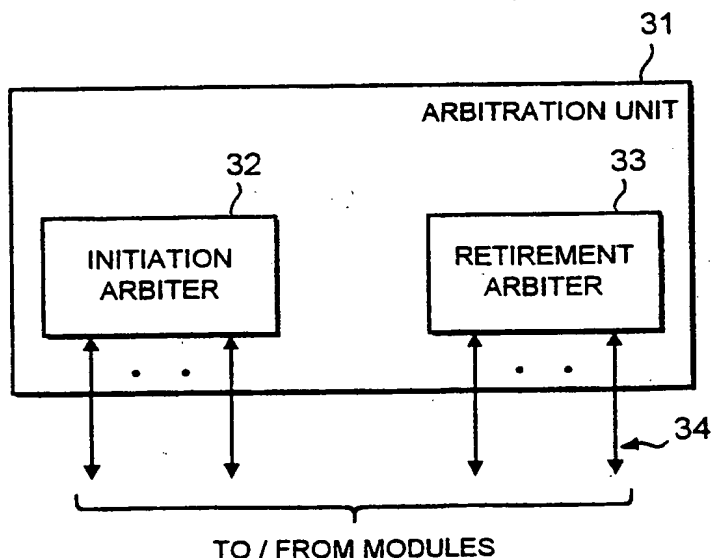 31
ARBITRATION UNIT
32
33
INITIATION
ARBITER
RETIREMENT
ARBITER
34
TO / FROM MODULES